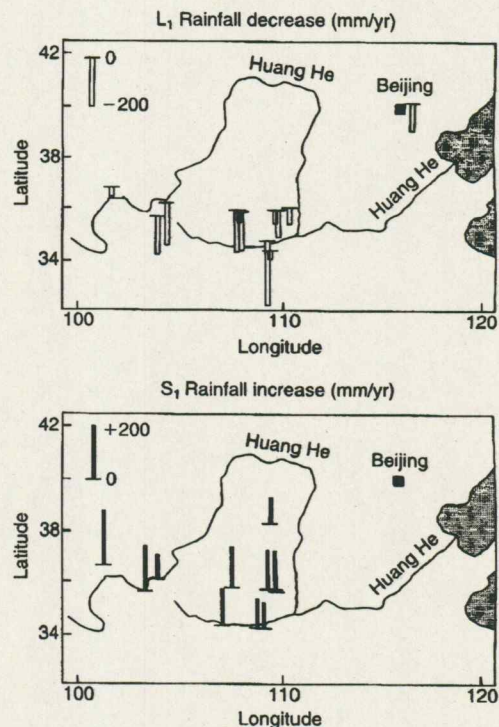 L₁ Rainfall decrease (mm/yr)
42
38
34
Latitude
0
−200
Huang He
Beijing
Huang He
100
110
120
Longitude
S₁ Rainfall increase (mm/yr)
42
38
34
Latitude
+200
0
Huang He
Beijing
Huang He
100
110
120
Longitude